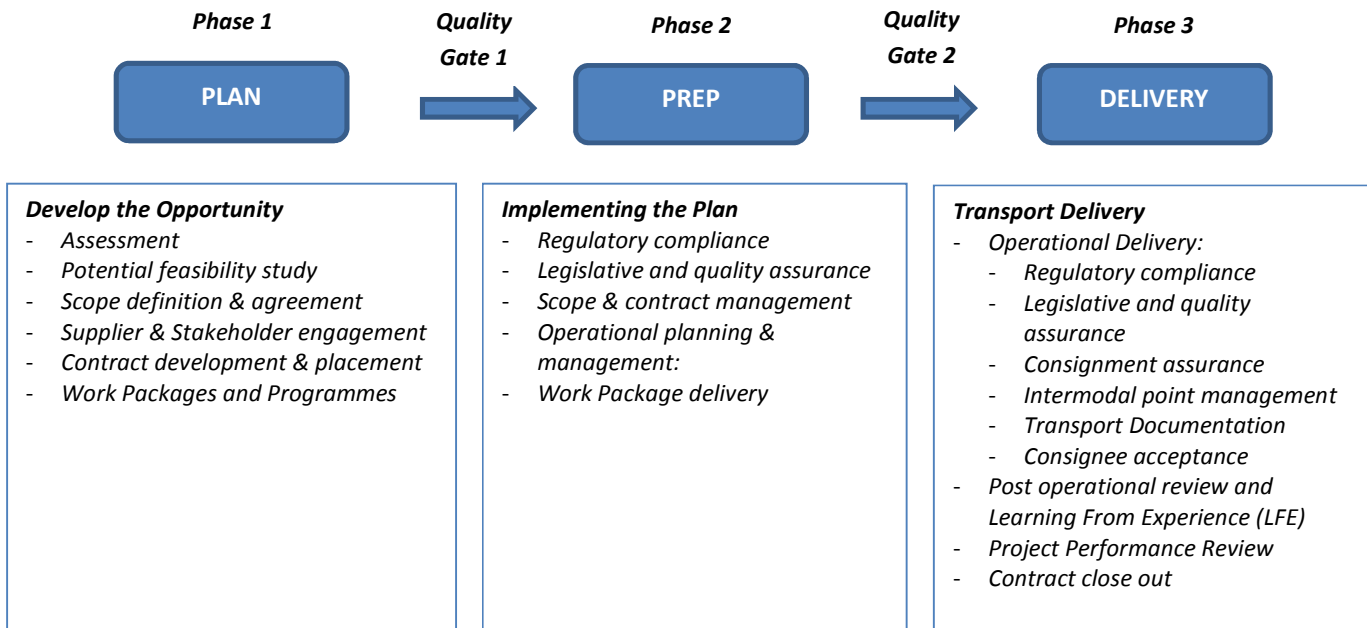 Phase 1
Quality
Gate 1
Phase 2
Quality
Gate 2
Phase 3
PLAN
PREP
DELIVERY
Develop the Opportunity
- Assessment
- Potential feasibility study
- Scope definition & agreement
- Supplier & Stakeholder engagement
- Contract development & placement
- Work Packages and Programmes
Implementing the Plan
- Regulatory compliance
- Legislative and quality assurance
- Scope & contract management
- Operational planning &
management:
- Work Package delivery
Transport Delivery
- Operational Delivery:
- Regulatory compliance
- Legislative and quality
assurance
- Consignment assurance
- Intermodal point management
- Transport Documentation
- Consignee acceptance
- Post operational review and
Learning From Experience (LFE)
- Project Performance Review
- Contract close out